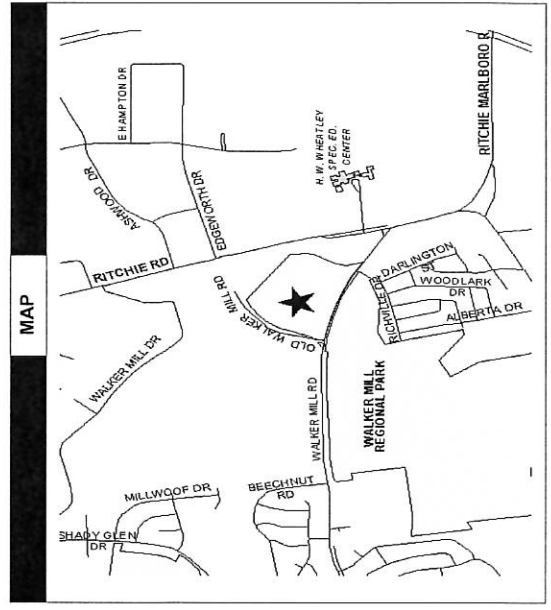 MAP
E HAMPTON DR
ASHWOOD DR
EDGEWORTH DR
RITCHIE RD
H.W. WHEATLEY
SPEC. ED.
CENTER
RITCHIE MARLBORO R
WALKER MILL DR
OLD WALKER MILL RD
DARLINGTON
ST
WOODLARK
DR
RICHVILLE DR
ALBERTA DR
WALKER MILL RD
WALKER MILL
REGIONAL PARK
MILLWOOF DR
BEECHNUT
RD
SHADY GLEN
DR